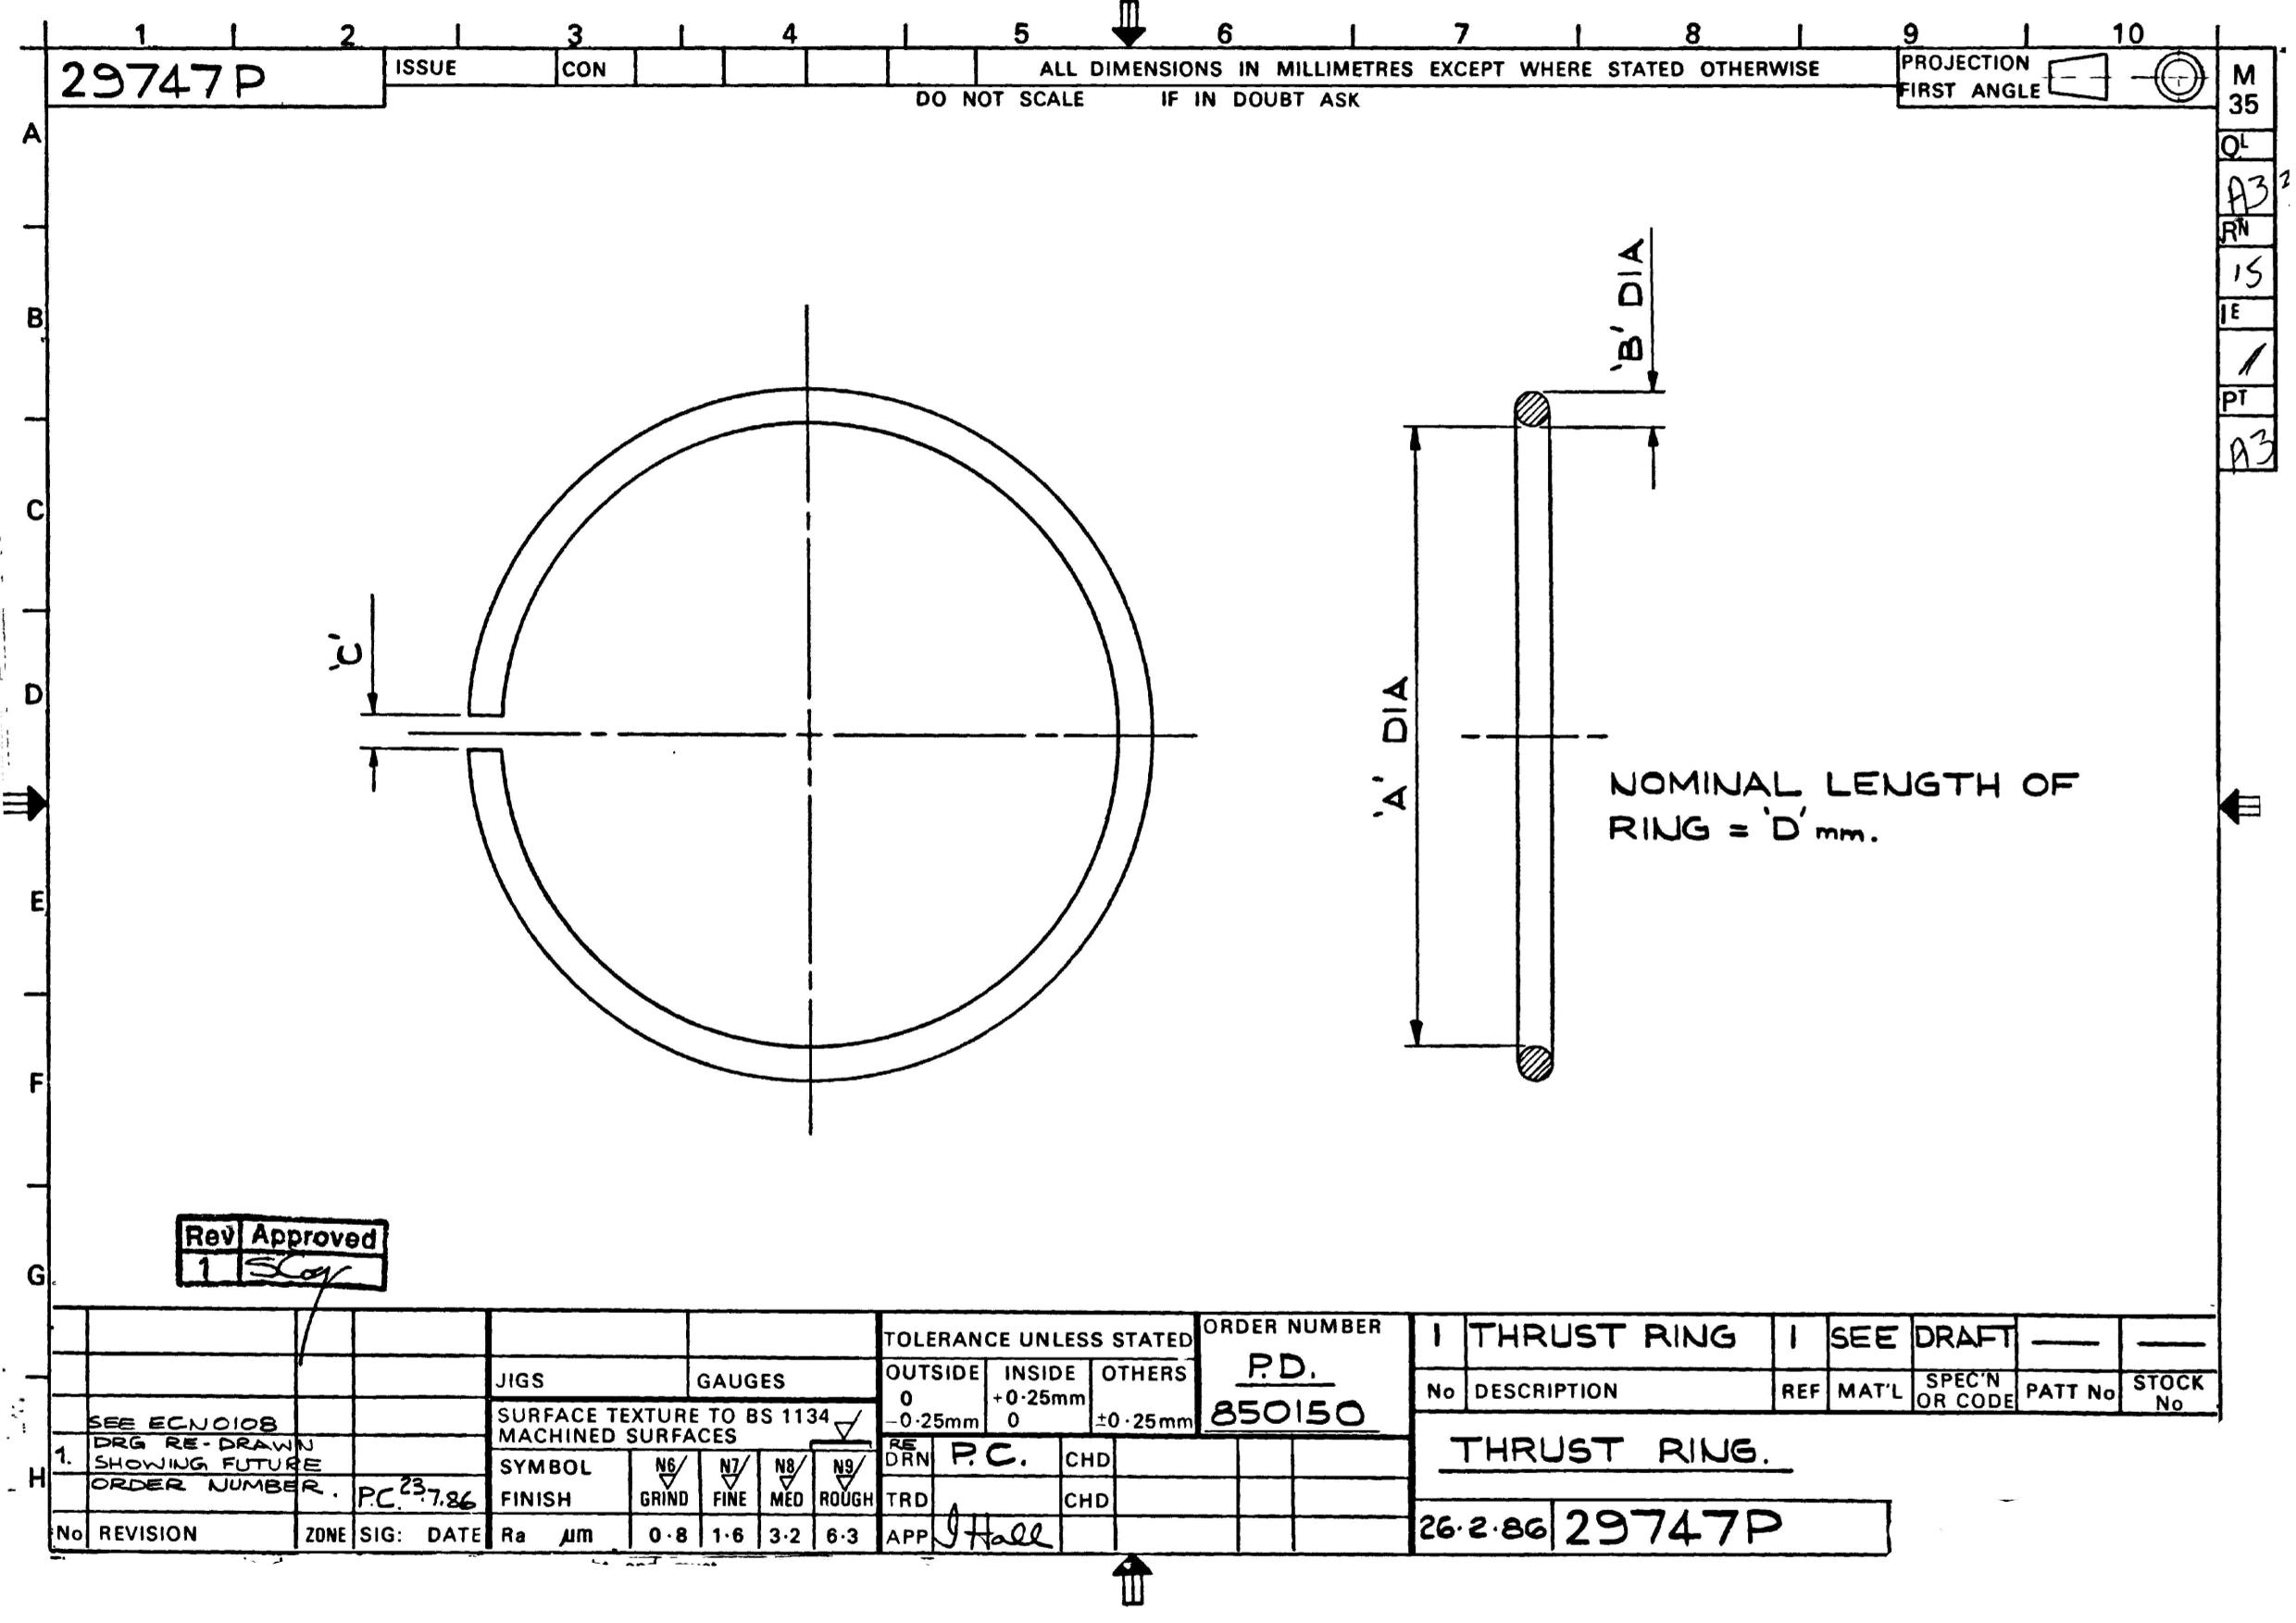 1 2 3 4 5 6 7 8 9 10
29747P
ISSUE
CON
ALL DIMENSIONS IN MILLIMETRES EXCEPT WHERE STATED OTHERWISE
DO NOT SCALE IF IN DOUBT ASK
PROJECTION
FIRST ANGLE
M
35
QL
A3
RN
15
IE
1
PT
A3
A
B
C
D
E
F
G
H
'B' DIA
'C'
'A' DIA
NOMINAL LENGTH OF
RING = 'D' mm.
Rev Approved
1
SEE ECN0108
1. DRG RE-DRAWN
SHOWING FUTURE
ORDER NUMBER. P.C. 23.7.86
No REVISION ZONE SIG: DATE
JIGS GAUGES
SURFACE TEXTURE TO BS 1134
MACHINED SURFACES
SYMBOL N6 N7 N8 N9
FINISH GRIND FINE MED ROUGH
Ra µm 0·8 1·6 3·2 6·3
TOLERANCE UNLESS STATED
OUTSIDE INSIDE OTHERS
0 +0·25mm
-0·25mm 0 ±0·25mm
RE
DRN P.C. CHD
TRD CHD
APP J Hall
ORDER NUMBER
P.D.
850150
1 THRUST RING 1 SEE DRAFT — —
No DESCRIPTION REF MAT'L SPEC'N OR CODE PATT No STOCK No
THRUST RING.
26·2·86 29747P